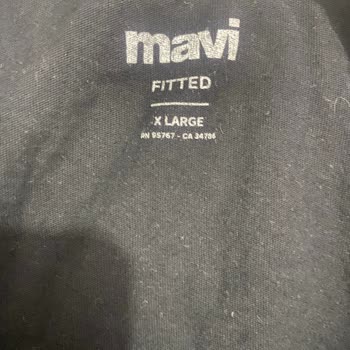 mavi
FITTED
X LARGE
RN 95767 - CA 34786